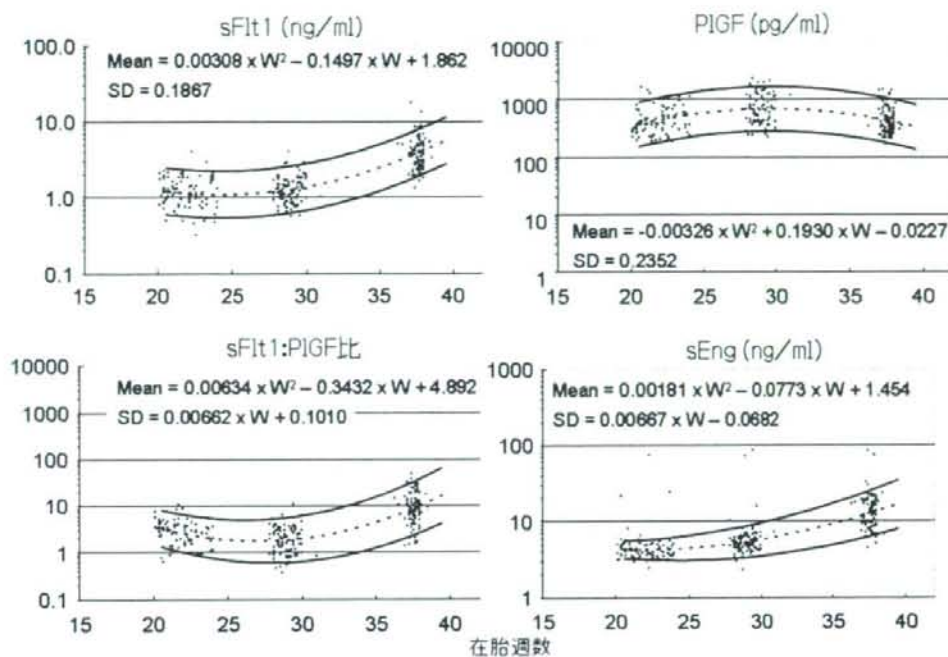 sFlt1 (ng/ml)
100.0
Mean = 0.00308 x W² – 0.1497 x W + 1.862
SD = 0.1867
10.0
1.0
0.1
15 20 25 30 35 40
PlGF (pg/ml)
10000
1000
100
10
Mean = -0.00326 x W² + 0.1930 x W – 0.0227
SD = 0.2352
1
15 20 25 30 35 40
sFlt1:PlGF比
10000
Mean = 0.00634 x W² – 0.3432 x W + 4.892
1000
SD = 0.00662 x W + 0.1010
100
10
1
0.1
15 20 25 30 35 40
sEng (ng/ml)
1000
Mean = 0.00181 x W² – 0.0773 x W + 1.454
SD = 0.00667 x W – 0.0682
100
10
1
15 20 25 30 35 40
在胎週数